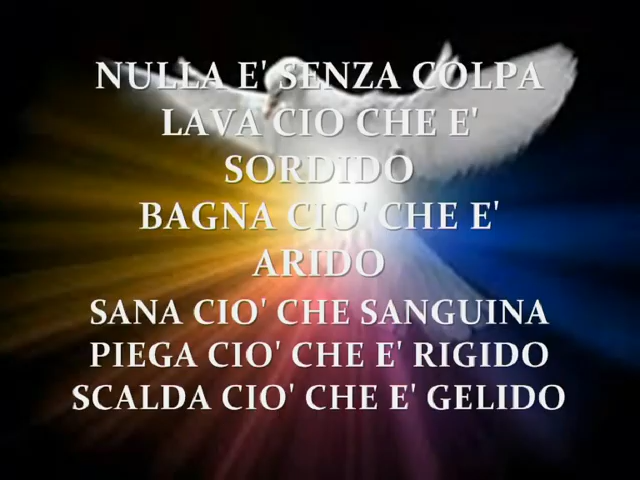 NULLA E' SENZA COLPA
LAVA CIO CHE E'
SORDIDO
BAGNA CIO' CHE E'
ARIDO
SANA CIO' CHE SANGUINA
PIEGA CIO' CHE E' RIGIDO
SCALDA CIO' CHE E' GELIDO